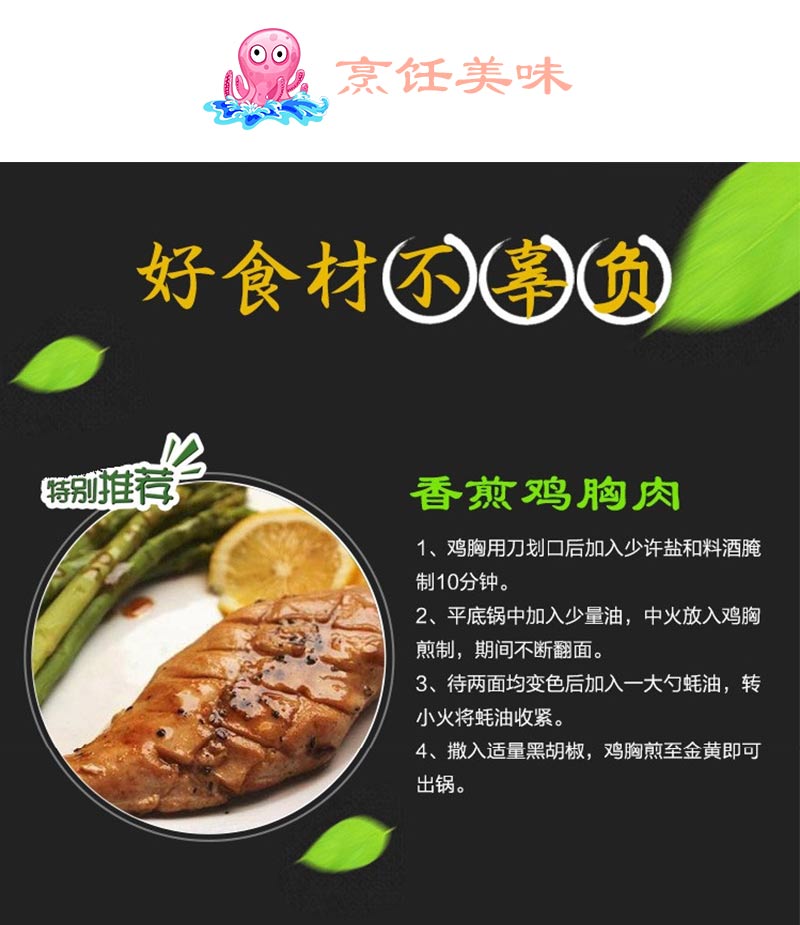 烹饪美味
好食材不辜负
特别推荐
香煎鸡胸肉
1、鸡胸用刀划口后加入少许盐和料酒腌
制10分钟。
2、平底锅中加入少量油，中火放入鸡胸
煎制，期间不断翻面。
3、待两面均变色后加入一大勺蚝油，转
小火将蚝油收紧。
4、撒入适量黑胡椒，鸡胸煎至金黄即可
出锅。